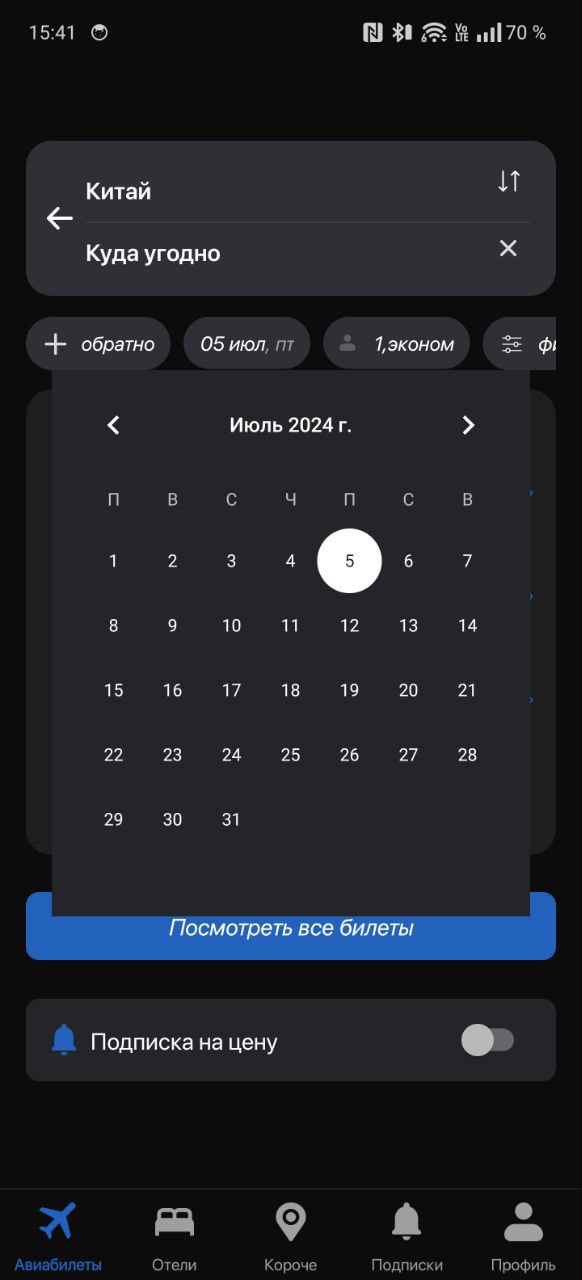 15:41 Vo LTE 70 %
Китай
Куда угодно
обратно 05 июл, пт 1,эконом фи
Июль 2024 г.
П В С Ч П С В
1 2 3 4 5 6 7
8 9 10 11 12 13 14
15 16 17 18 19 20 21
22 23 24 25 26 27 28
29 30 31
Посмотреть все билеты
Подписка на цену
Авиабилеты Отели Короче Подписки Профиль